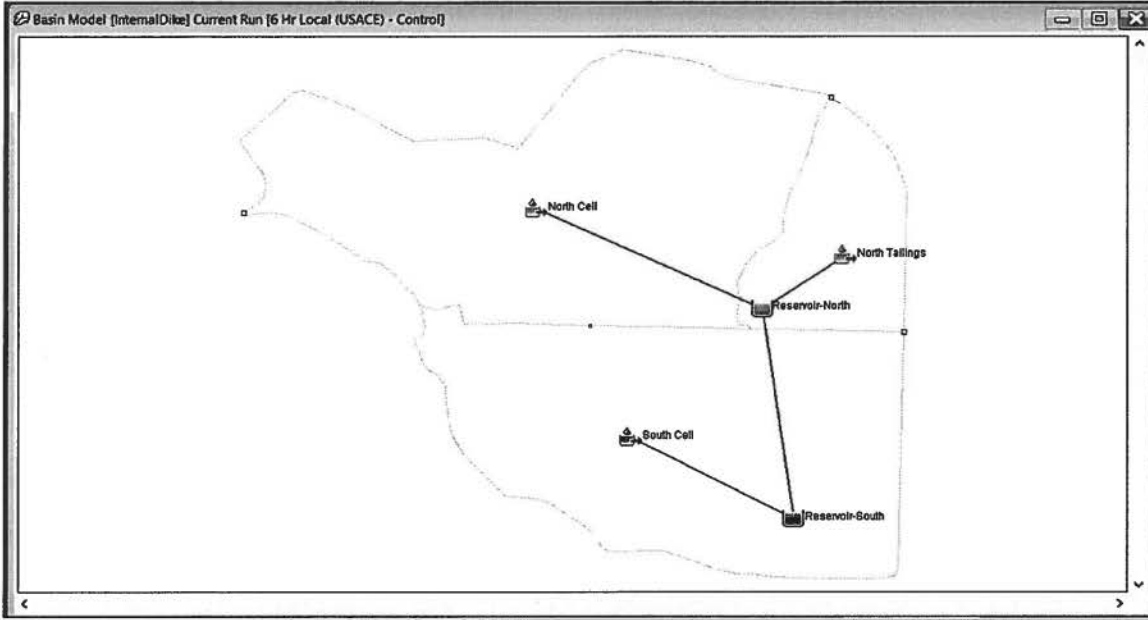 Basin Model [InternalDike] Current Run [6 Hr Local (USACE) - Control]
North Cell
North Tailings
Reservoir-North
South Cell
Reservoir-South